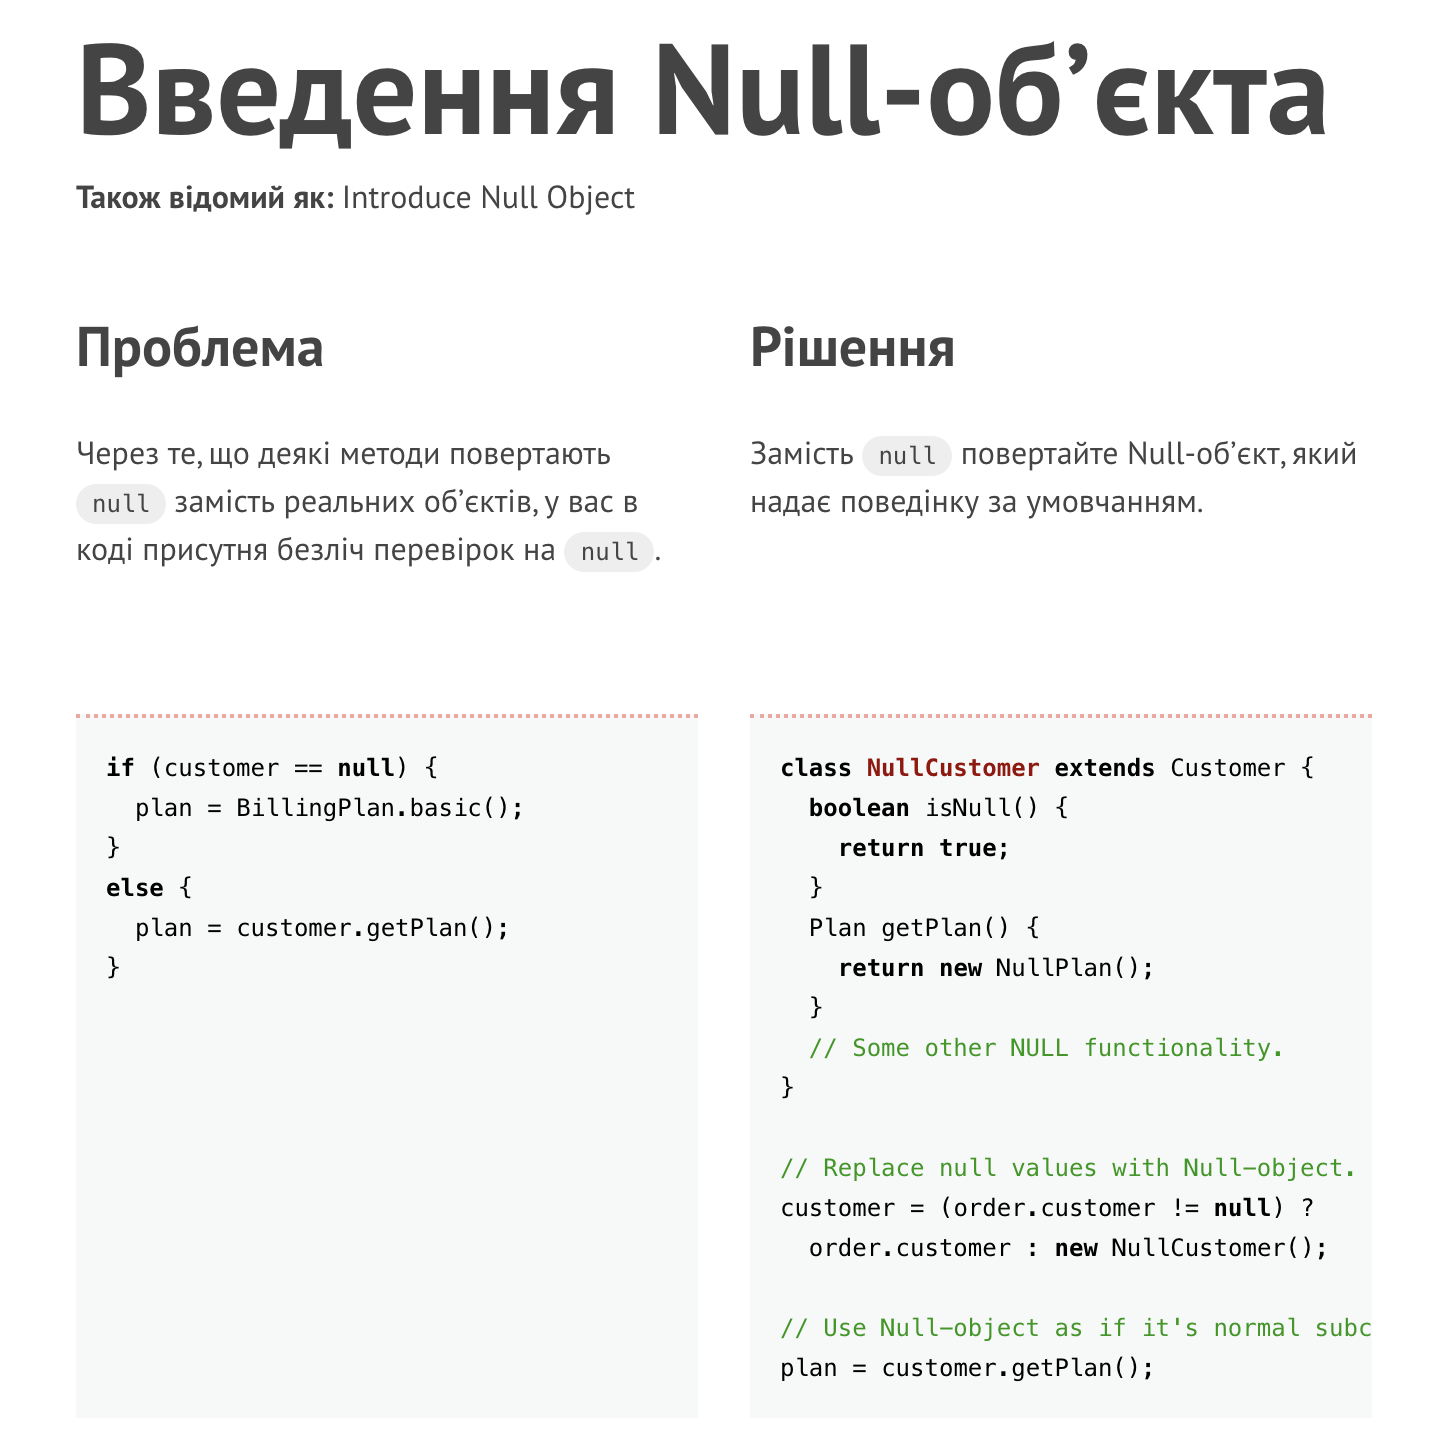 Введення Null-об’єкта
Також відомий як: Introduce Null Object
Проблема
Через те, що деякі методи повертають
null замість реальних об’єктів, у вас в
коді присутня безліч перевірок на null.
if (customer == null) {
  plan = BillingPlan.basic();
}
else {
  plan = customer.getPlan();
}
Рішення
Замість null повертайте Null-об’єкт, який
надає поведінку за умовчанням.
class NullCustomer extends Customer {
  boolean isNull() {
    return true;
  }
  Plan getPlan() {
    return new NullPlan();
  }
  // Some other NULL functionality.
}
// Replace null values with Null-object.
customer = (order.customer != null) ?
  order.customer : new NullCustomer();
// Use Null-object as if it's normal subc
plan = customer.getPlan();